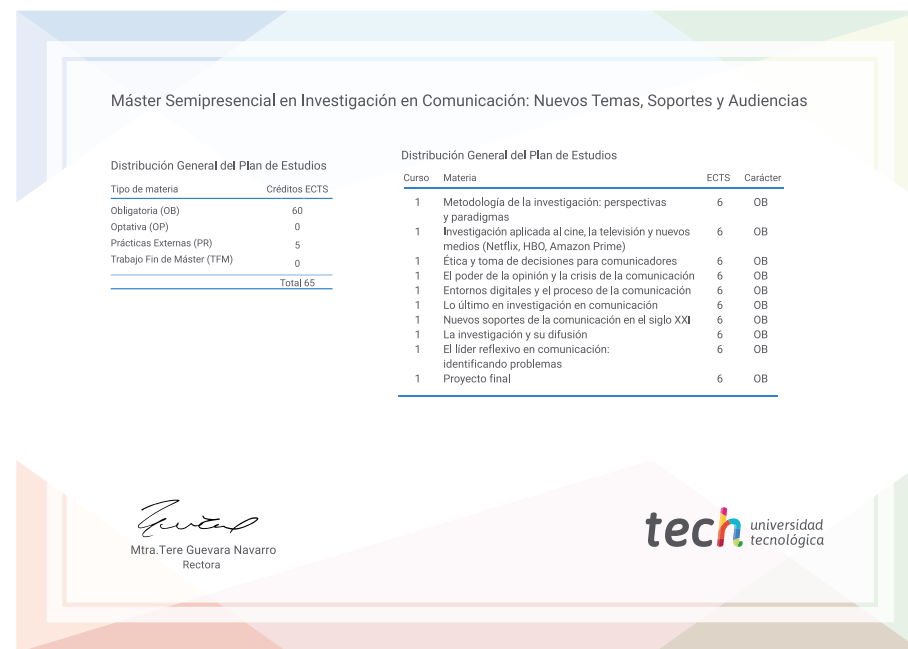 Máster Semipresencial en Investigación en Comunicación: Nuevos Temas, Soportes y Audiencias
Distribución General del Plan de Estudios
Tipo de materia Créditos ECTS
Obligatoria (OB) 60
Optativa (OP) 0
Prácticas Externas (PR) 5
Trabajo Fin de Máster (TFM) 0
Total 65
Distribución General del Plan de Estudios
Curso Materia ECTS Carácter
1 Metodología de la investigación: perspectivas 6 OB
y paradigmas
1 Investigación aplicada al cine, la televisión y nuevos 6 OB
medios (Netflix, HBO, Amazon Prime)
1 Ética y toma de decisiones para comunicadores 6 OB
1 El poder de la opinión y la crisis de la comunicación 6 OB
1 Entornos digitales y el proceso de la comunicación 6 OB
1 Lo último en investigación en comunicación 6 OB
1 Nuevos soportes de la comunicación en el siglo XXI 6 OB
1 La investigación y su difusión 6 OB
1 El líder reflexivo en comunicación: 6 OB
identificando problemas
1 Proyecto final 6 OB
Mtra.Tere Guevara Navarro
Rectora
tech universidad
tecnológica